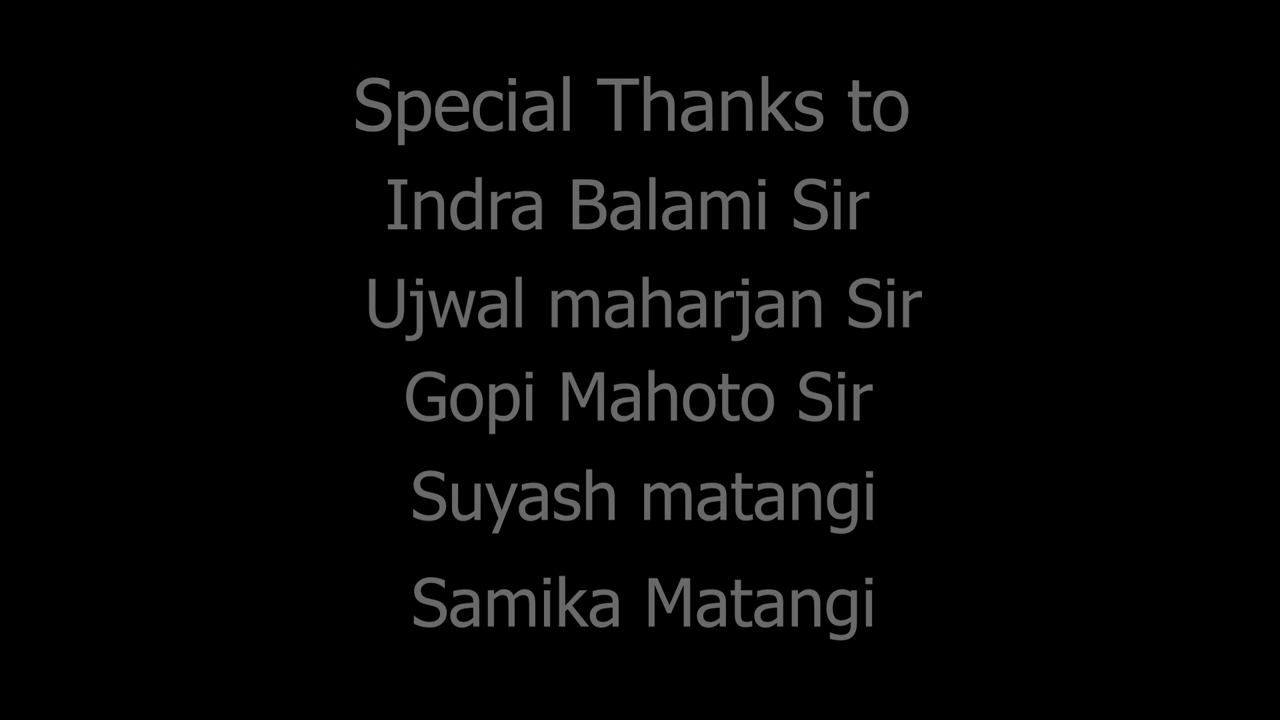 Special Thanks to
Indra Balami Sir
Ujwal maharjan Sir
Gopi Mahoto Sir
Suyash matangi
Samika Matangi